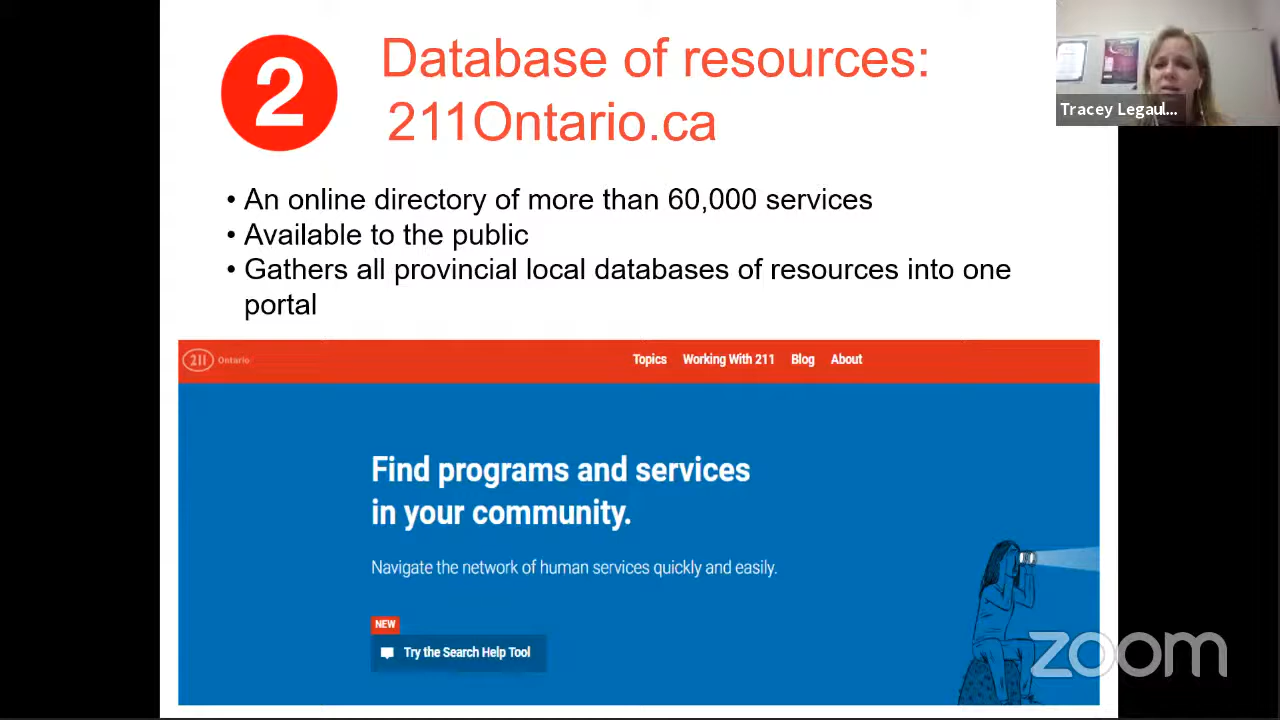 2
Database of resources:
211Ontario.ca
Tracey Legaul...
• An online directory of more than 60,000 services
• Available to the public
• Gathers all provincial local databases of resources into one
portal
211 Ontario
Topics Working With 211 Blog About
Find programs and services
in your community.
Navigate the network of human services quickly and easily.
NEW
Try the Search Help Tool
zoom